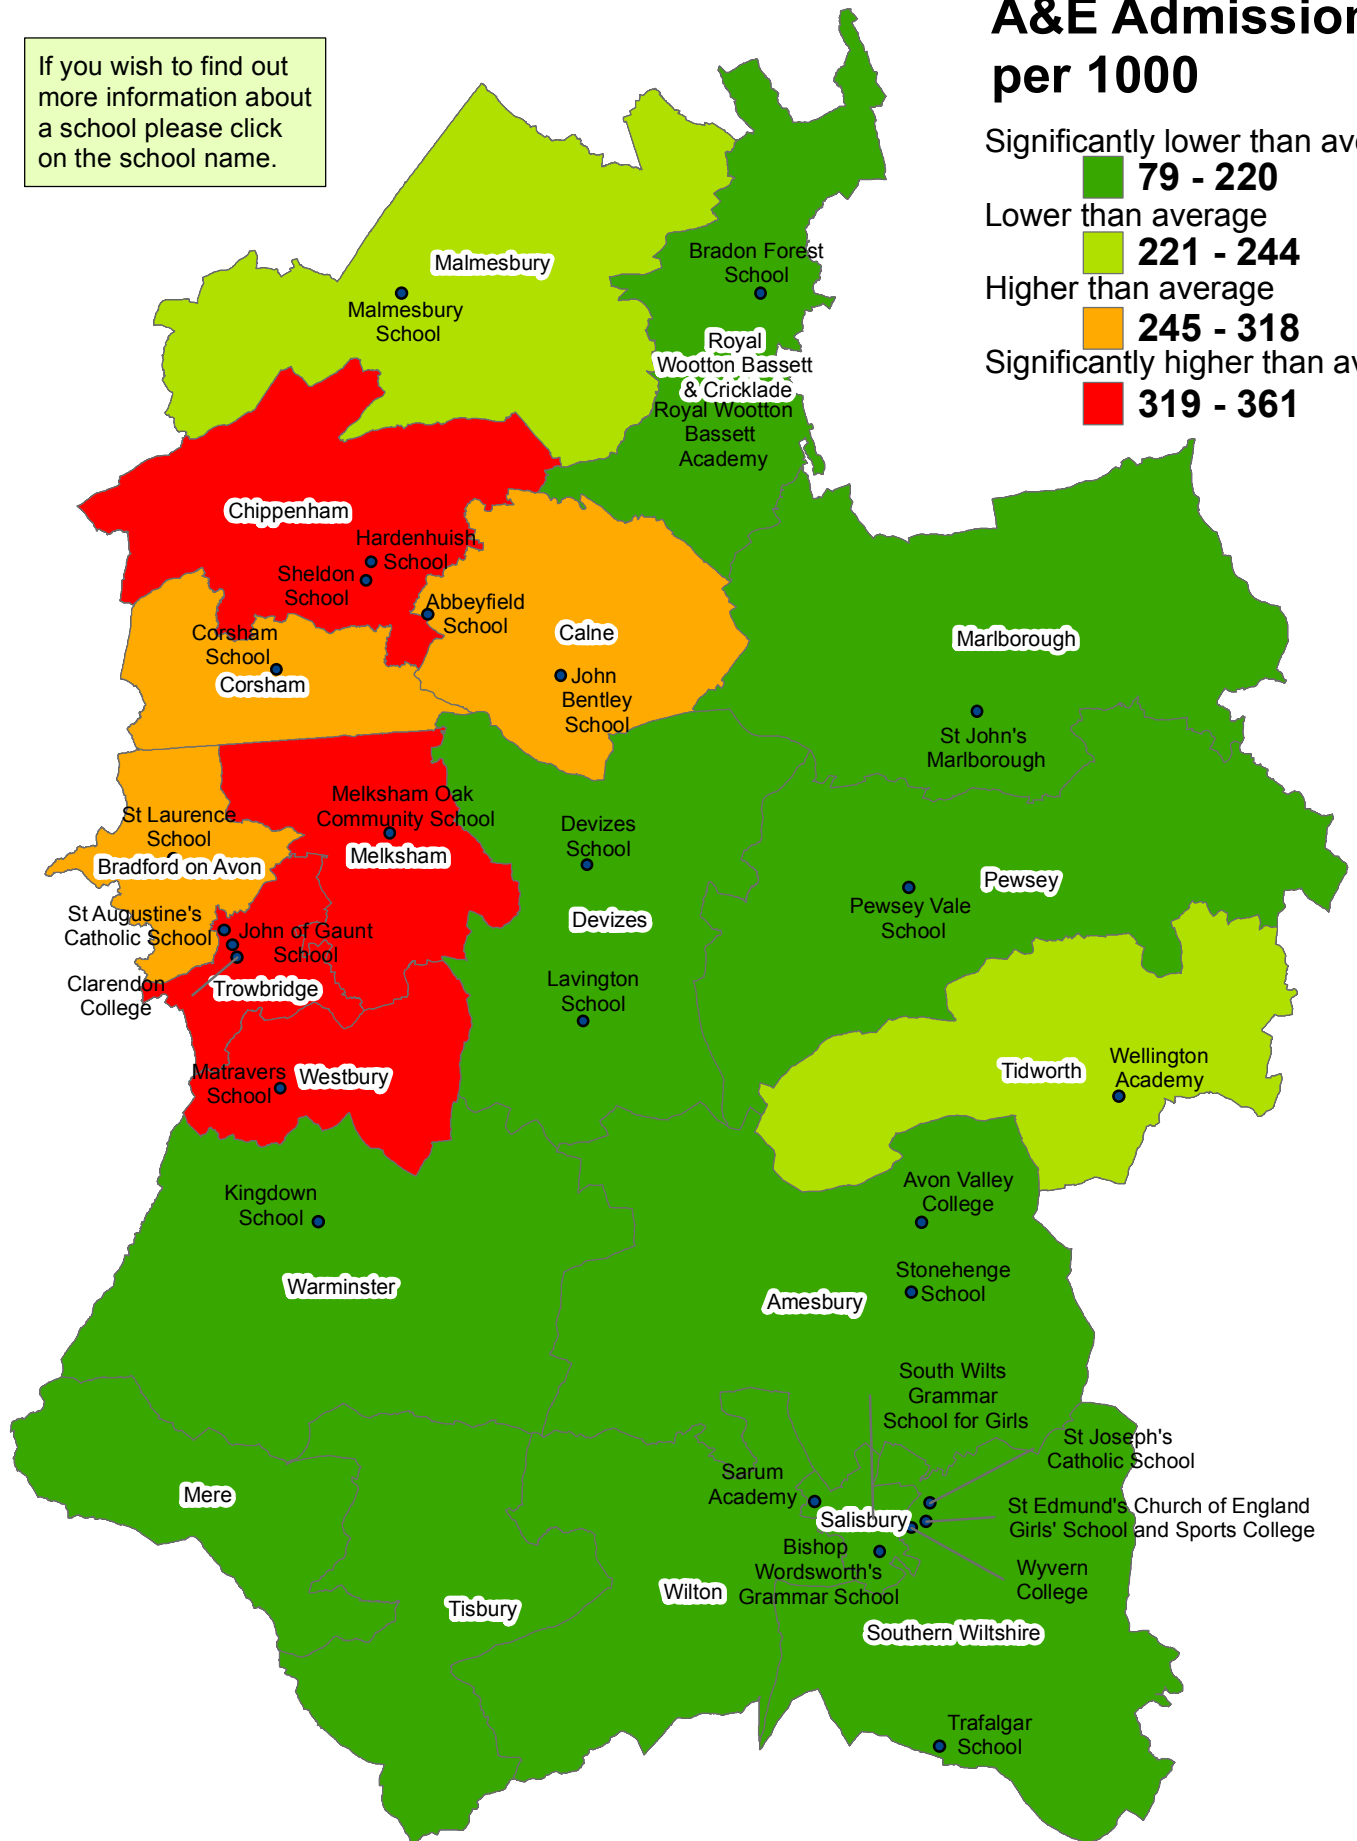 If you wish to find out
more information about
a school please click
on the school name.
A&E Admission
per 1000
Significantly lower than ave
79 - 220
Lower than average
221 - 244
Higher than average
245 - 318
Significantly higher than av
319 - 361
Malmesbury
Malmesbury
School
Bradon Forest
School
Royal
Wootton Bassett
& Cricklade
Royal Wootton
Bassett
Academy
Chippenham
Hardenhuish
School
Sheldon
School
Abbeyfield
School
Calne
John
Bentley
School
Corsham
School
Corsham
Marlborough
St John's
Marlborough
Melksham Oak
Community School
Melksham
St Laurence
School
Bradford on Avon
Devizes
School
Devizes
Pewsey
Pewsey Vale
School
St Augustine's
Catholic School
John of Gaunt
School
Clarendon
College
Trowbridge
Lavington
School
Matravers
School
Westbury
Tidworth
Wellington
Academy
Kingdown
School
Warminster
Avon Valley
College
Stonehenge
School
Amesbury
South Wilts
Grammar
School for Girls
St Joseph's
Catholic School
Sarum
Academy
Mere
Salisbury
St Edmund's Church of England
Girls' School and Sports College
Bishop
Wordsworth's
Grammar School
Wyvern
College
Wilton
Tisbury
Southern Wiltshire
Trafalgar
School